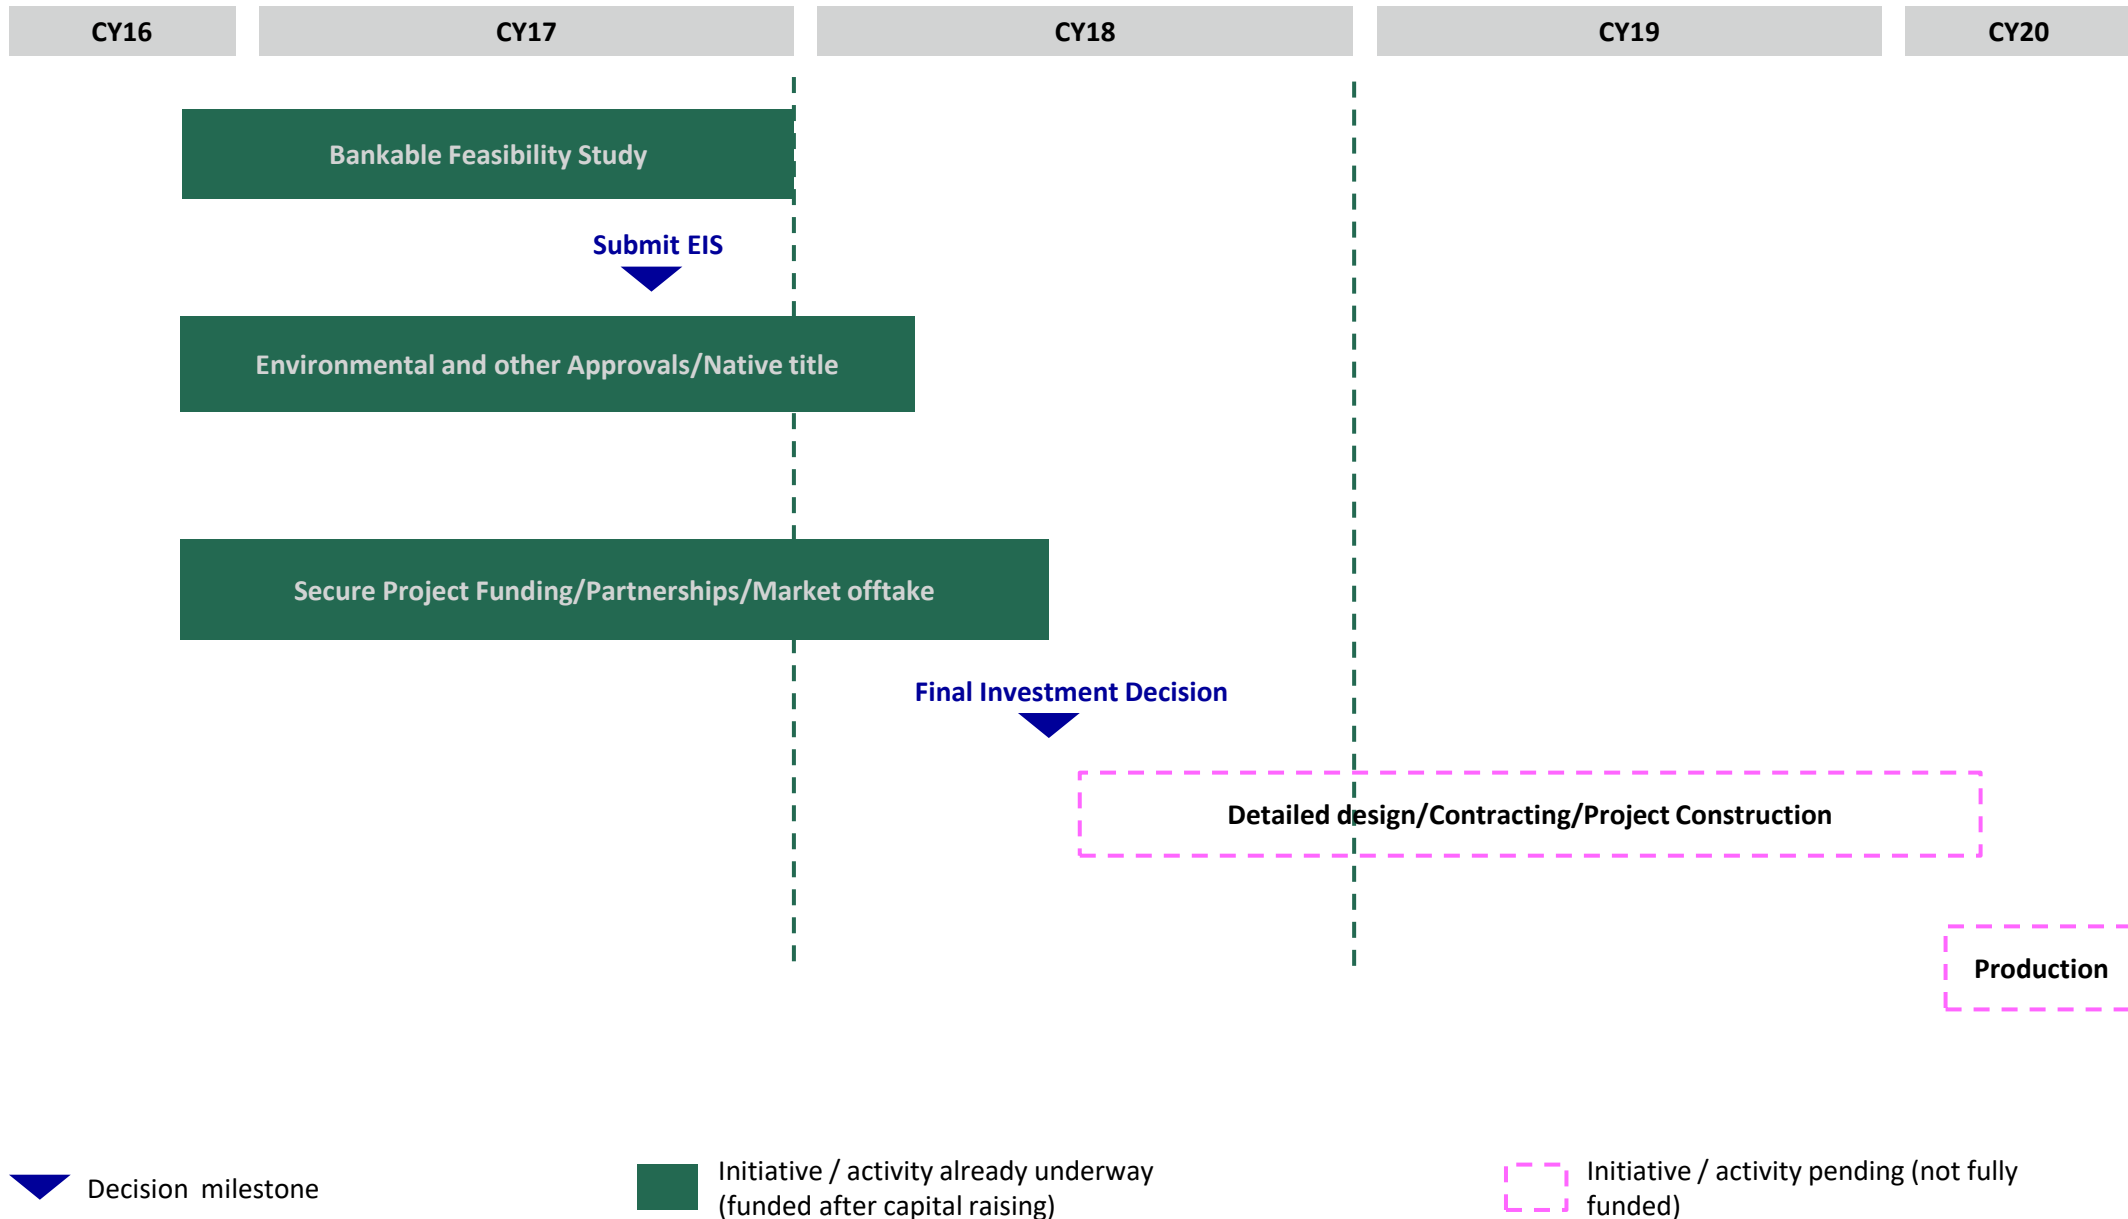 CY16
CY17
CY18
CY19
CY20
Bankable Feasibility Study
Submit EIS
Environmental and other Approvals/Native title
Secure Project Funding/Partnerships/Market offtake
Final Investment Decision
Detailed design/Contracting/Project Construction
Production
Decision milestone
Initiative / activity already underway
(funded after capital raising)
Initiative / activity pending (not fully
funded)